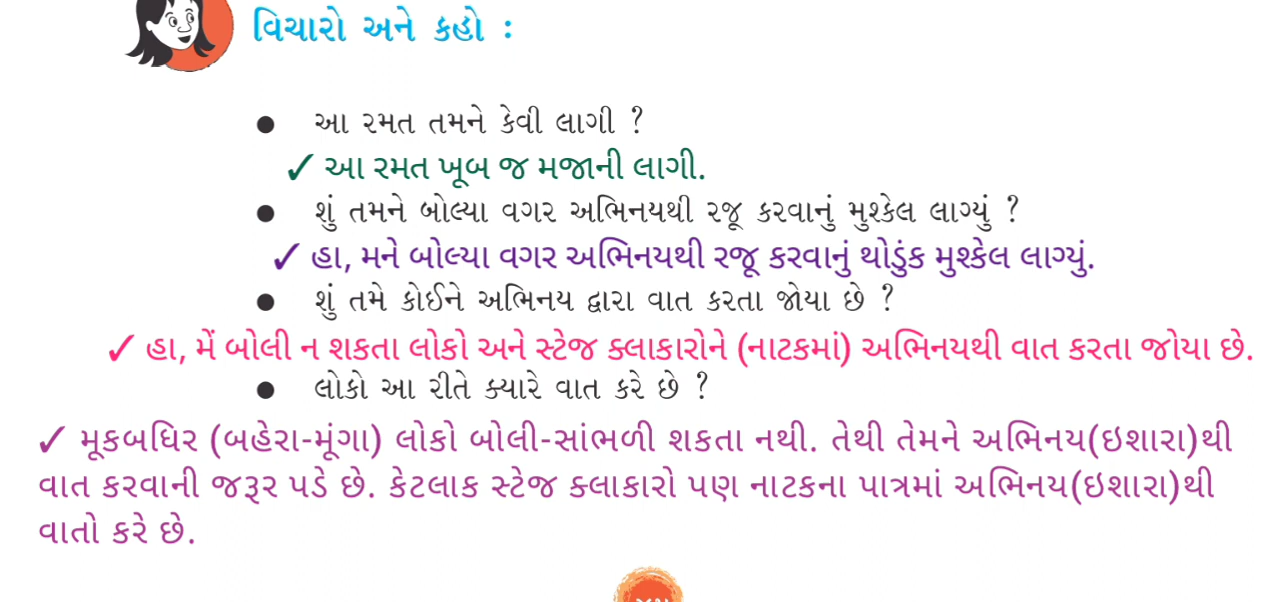 વિચારો અને કહો :
● આ રમત તમને કેવી લાગી ?
✓ આ રમત ખૂબ જ મજાની લાગી.
● શું તમને બોલ્યા વગર અભિનયથી રજૂ કરવાનું મુશ્કેલ લાગ્યું ?
✓ હા, મને બોલ્યા વગર અભિનયથી રજૂ કરવાનું થોડુંક મુશ્કેલ લાગ્યું.
● શું તમે કોઈને અભિનય દ્વારા વાત કરતા જોયા છે ?
✓ હા, મેં બોલી ન શકતા લોકો અને સ્ટેજ ક્લાકારોને (નાટકમાં) અભિનયથી વાત કરતા જોયા છે.
● લોકો આ રીતે ક્યારે વાત કરે છે ?
✓ મૂકબધિર (બહેરા-મૂંગા) લોકો બોલી-સાંભળી શકતા નથી. તેથી તેમને અભિનય(ઇશારા)થી
વાત કરવાની જરૂર પડે છે. કેટલાક સ્ટેજ ક્લાકારો પણ નાટકના પાત્રમાં અભિનય(ઇશારા)થી
વાતો કરે છે.